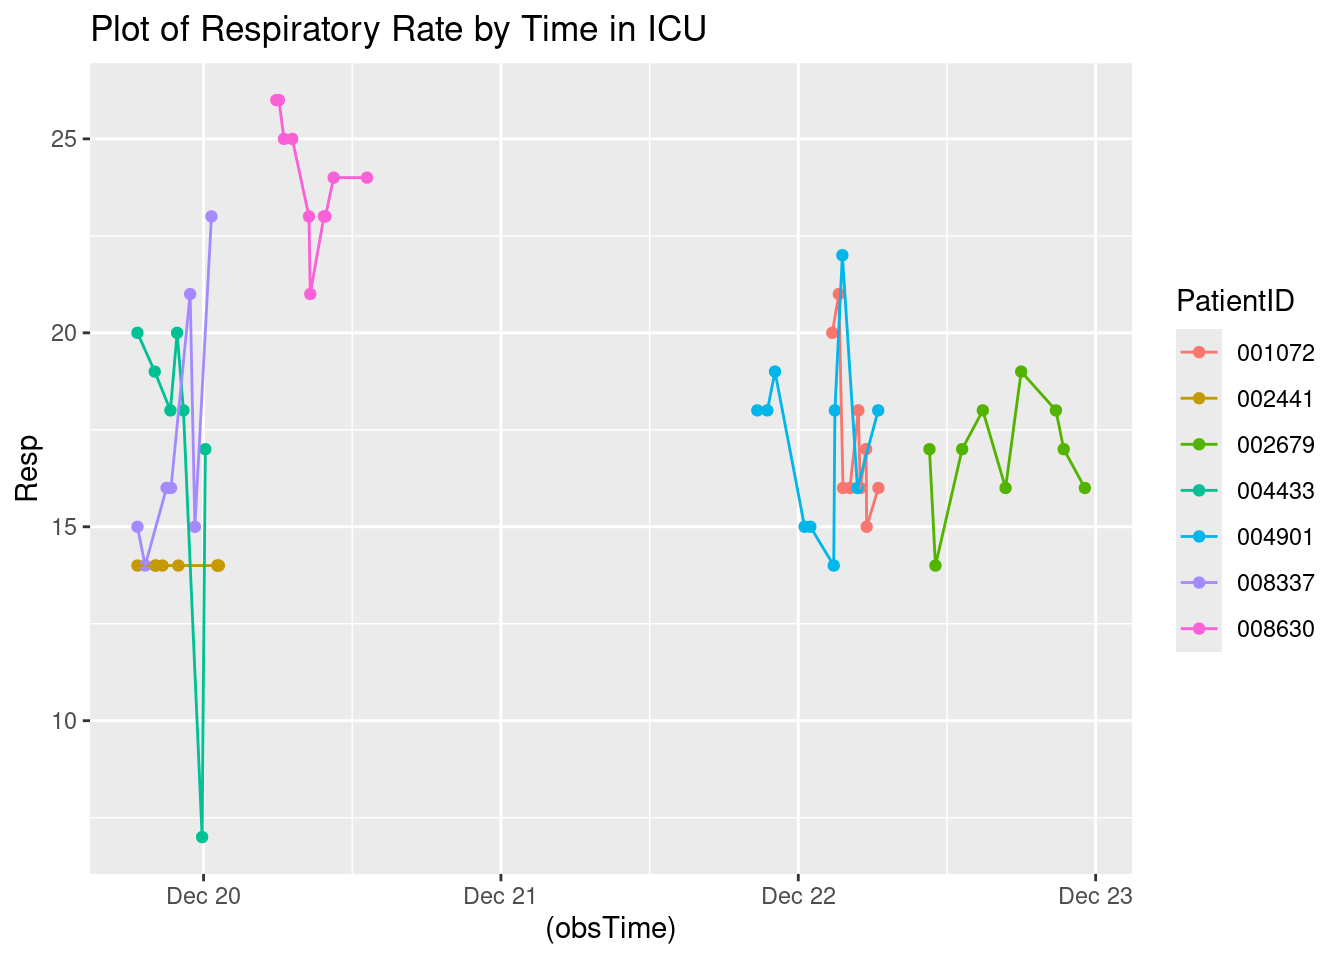 Plot of Respiratory Rate by Time in ICU
25
20
15
10
Resp
Dec 20
Dec 21
Dec 22
Dec 23
(obsTime)
PatientID
001072
002441
002679
004433
004901
008337
008630